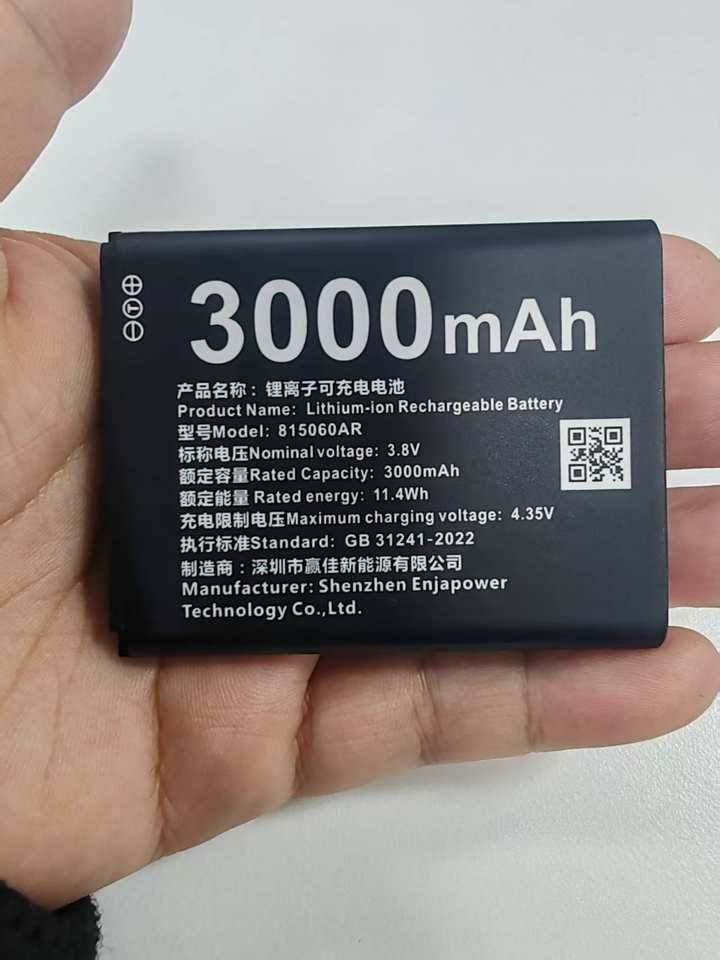 3000mAh
产品名称：锂离子可充电电池
Product Name: Lithium-ion Rechargeable Battery
型号Model: 815060AR
标称电压Nominal voltage: 3.8V
额定容量Rated Capacity: 3000mAh
额定能量 Rated energy: 11.4Wh
充电限制电压Maximum charging voltage: 4.35V
执行标准Standard: GB 31241-2022
制造商：深圳市赢佳新能源有限公司
Manufacturer: Shenzhen Enjapower
Technology Co.,Ltd.
⊕
Ⓣ
⊖